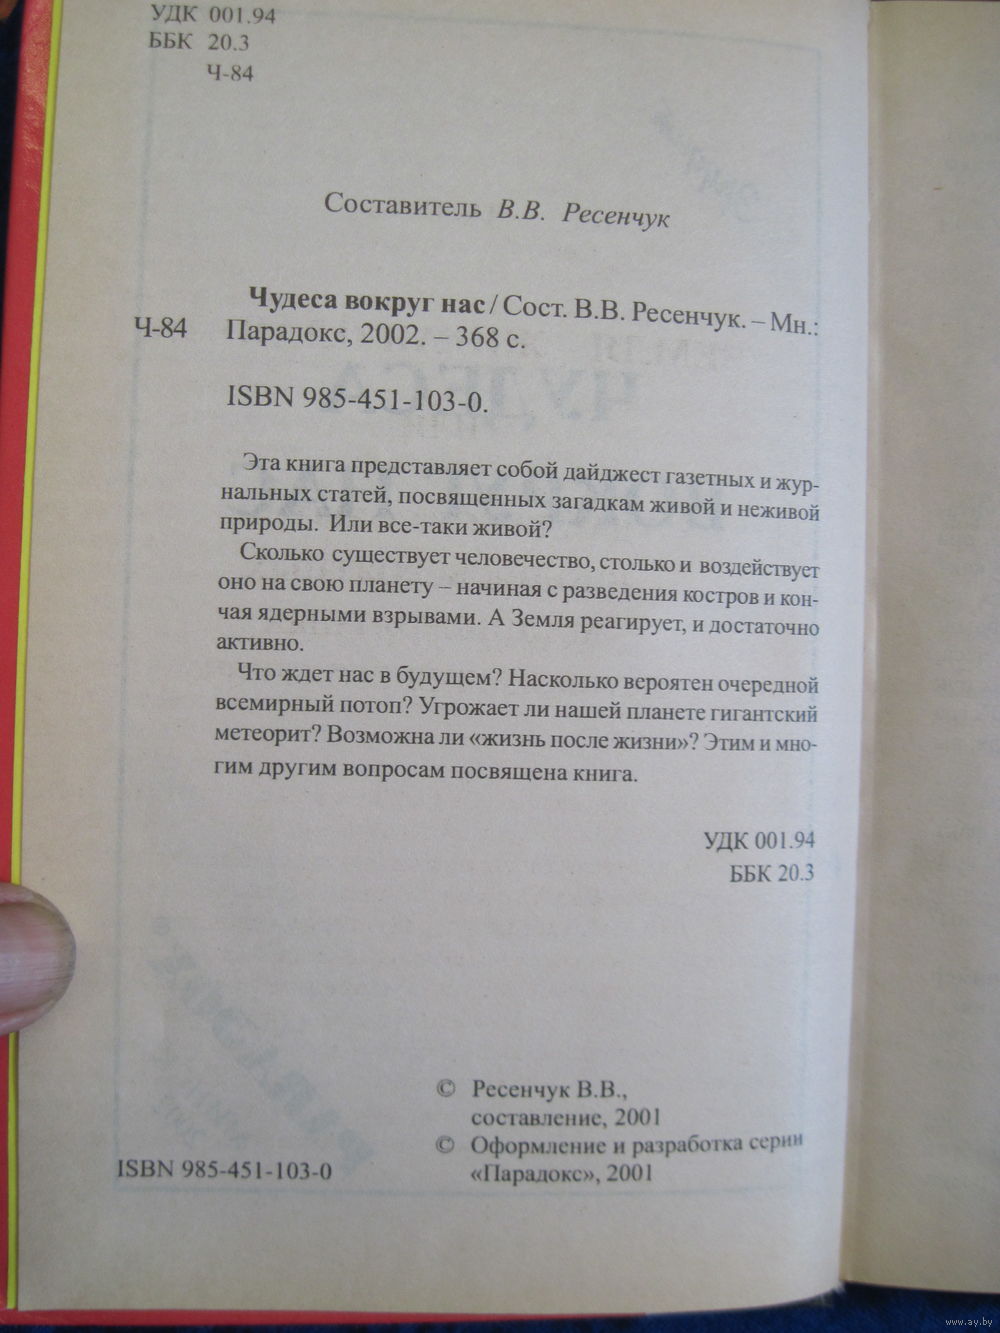 УДК 001.94
ББК 20.3
Ч-84
Составитель В.В. Ресенчук
Чудеса вокруг нас / Сост. В.В. Ресенчук. – Мн.:
Ч-84 Парадокс, 2002. – 368 с.
ISBN 985-451-103-0.
Эта книга представляет собой дайджест газетных и жур-
нальных статей, посвященных загадкам живой и неживой
природы. Или все-таки живой?
Сколько существует человечество, столько и воздействует
оно на свою планету – начиная с разведения костров и кон-
чая ядерными взрывами. А Земля реагирует, и достаточно
активно.
Что ждет нас в будущем? Насколько вероятен очередной
всемирный потоп? Угрожает ли нашей планете гигантский
метеорит? Возможна ли «жизнь после жизни»? Этим и мно-
гим другим вопросам посвящена книга.
УДК 001.94
ББК 20.3
© Ресенчук В.В.,
составление, 2001
© Оформление и разработка серии
«Парадокс», 2001
ISBN 985-451-103-0
www.ay.by